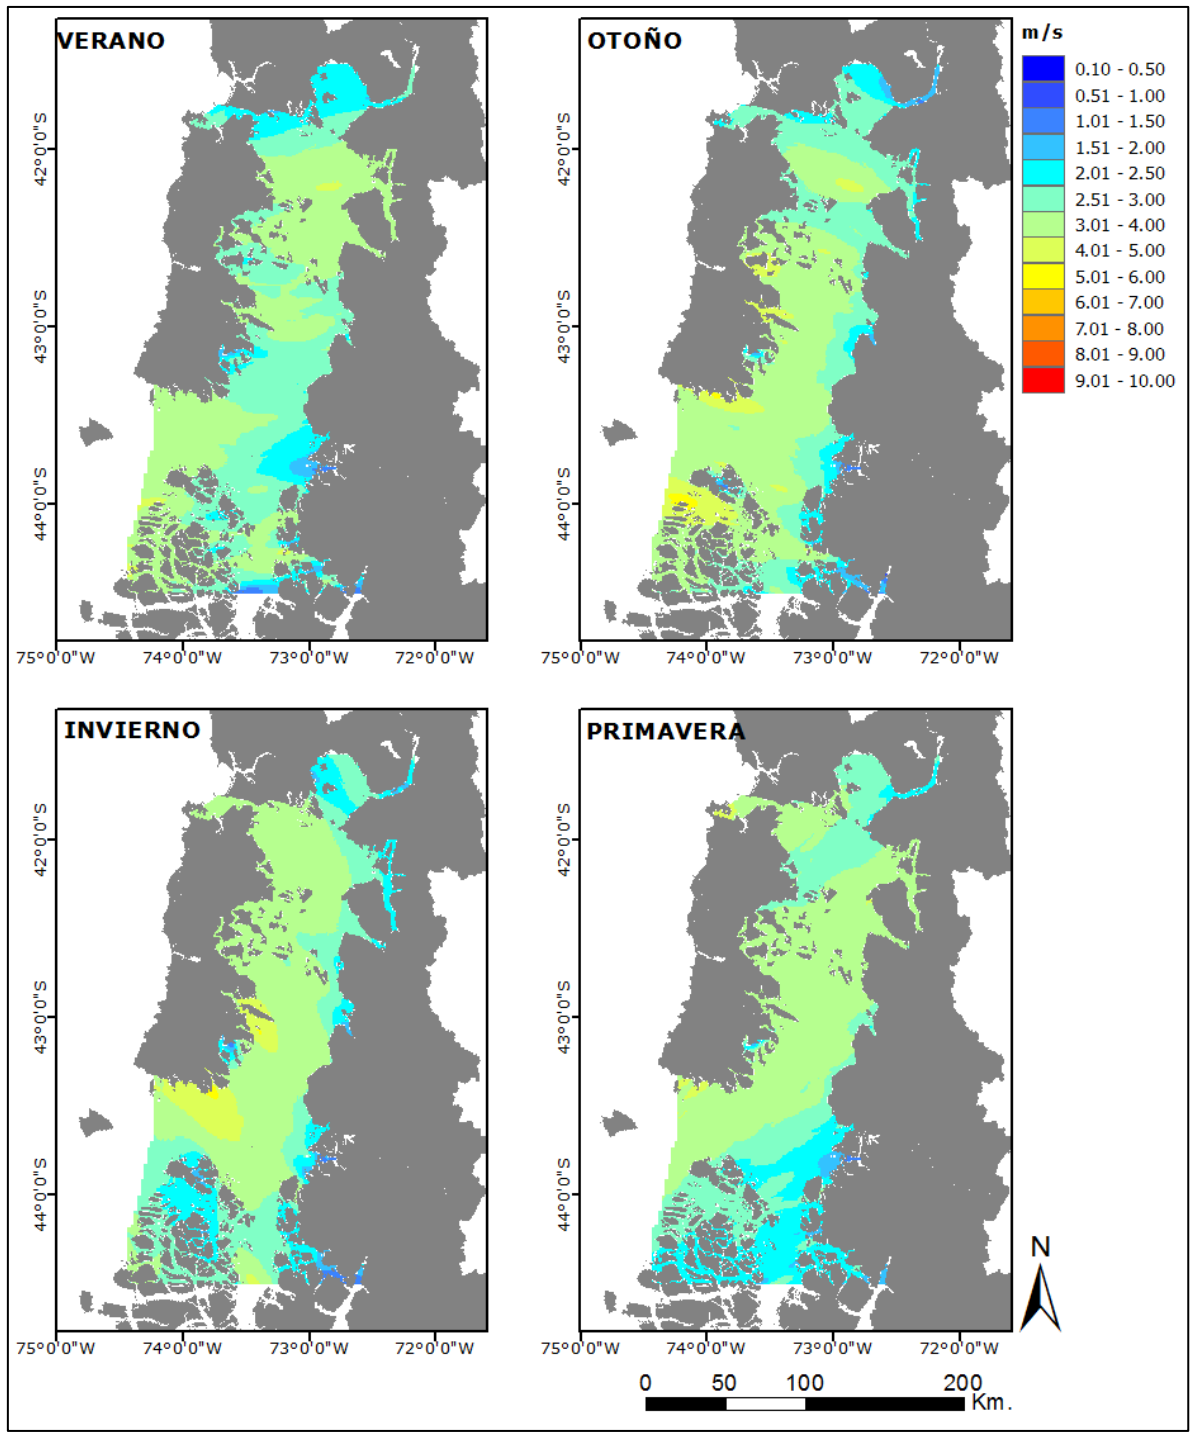 VERANO
OTOÑO
m/s
0.10 - 0.50
0.51 - 1.00
1.01 - 1.50
1.51 - 2.00
2.01 - 2.50
2.51 - 3.00
3.01 - 4.00
4.01 - 5.00
5.01 - 6.00
6.01 - 7.00
7.01 - 8.00
8.01 - 9.00
9.01 - 10.00
42°0'0"S
43°0'0"S
44°0'0"S
42°0'0"S
43°0'0"S
44°0'0"S
75°0'0"W 74°0'0"W 73°0'0"W 72°0'0"W
75°0'0"W 74°0'0"W 73°0'0"W 72°0'0"W
INVIERNO
PRIMAVERA
42°0'0"S
43°0'0"S
44°0'0"S
42°0'0"S
43°0'0"S
44°0'0"S
N
75°0'0"W 74°0'0"W 73°0'0"W 72°0'0"W
75°0'0"W 74°0'0"W 73°0'0"W 72°0'0"W
0 50 100 200
Km.